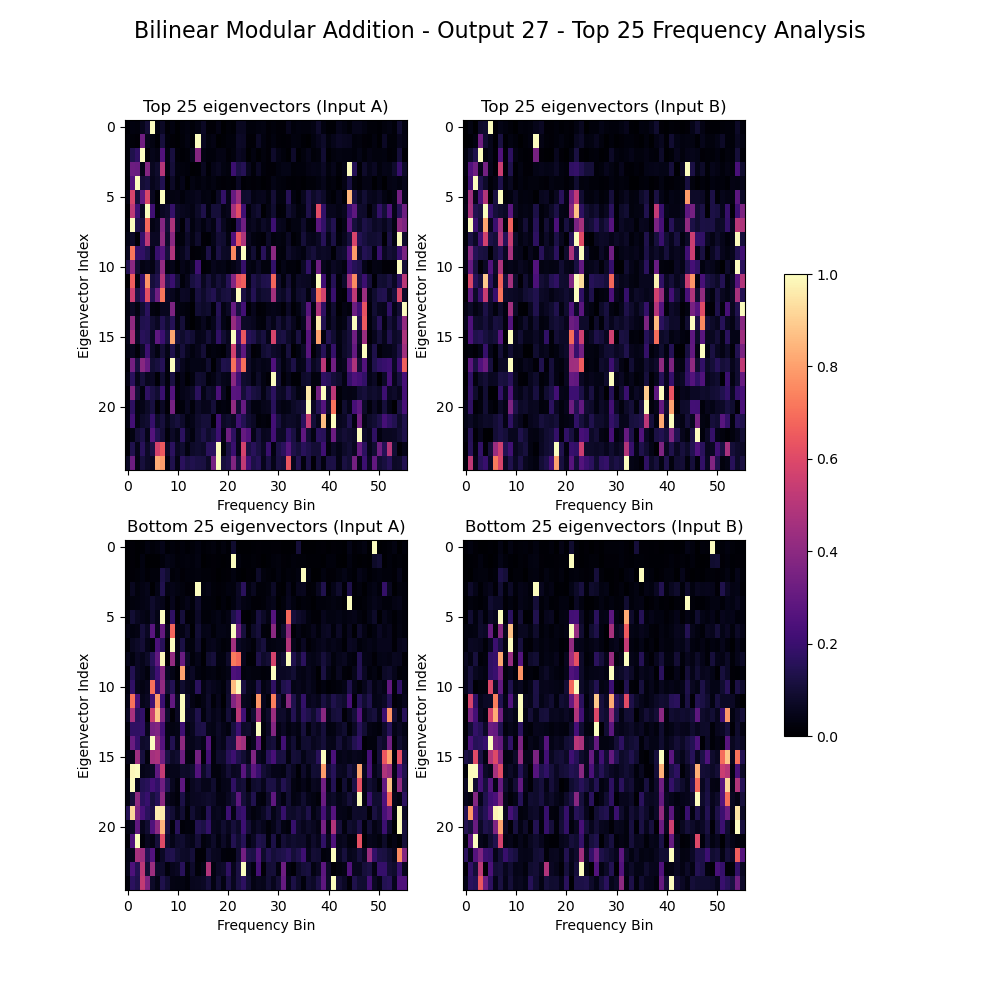 Bilinear Modular Addition - Output 27 - Top 25 Frequency Analysis
Top 25 eigenvectors (Input A)
Top 25 eigenvectors (Input B)
0
5
10
15
20
Eigenvector Index
0 10 20 30 40 50
Frequency Bin
0
5
10
15
20
Eigenvector Index
0 10 20 30 40 50
Frequency Bin
Bottom 25 eigenvectors (Input A)
Bottom 25 eigenvectors (Input B)
0
5
10
15
20
Eigenvector Index
0 10 20 30 40 50
Frequency Bin
0
5
10
15
20
Eigenvector Index
0 10 20 30 40 50
Frequency Bin
1.0
0.8
0.6
0.4
0.2
0.0